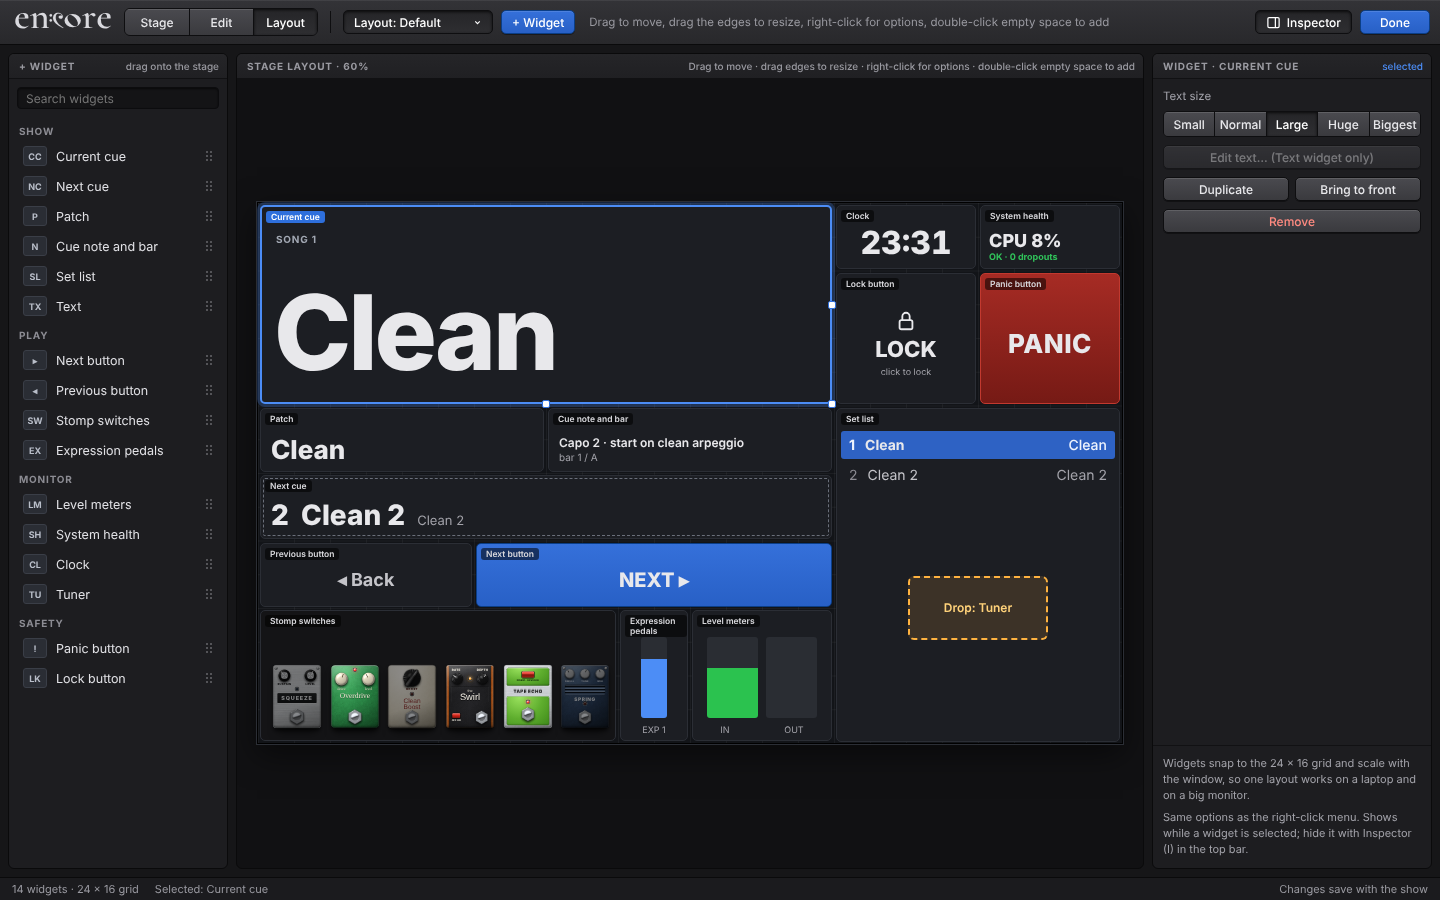 encore
Stage Edit Layout
Layout: Default
+ Widget
Drag to move, drag the edges to resize, right-click for options, double-click empty space to add
Inspector
Done
+ WIDGET
drag onto the stage
Search widgets
SHOW
CC Current cue
NC Next cue
P Patch
N Cue note and bar
SL Set list
TX Text
PLAY
Next button
Previous button
SW Stomp switches
EX Expression pedals
MONITOR
LM Level meters
SH System health
CL Clock
TU Tuner
SAFETY
! Panic button
LK Lock button
STAGE LAYOUT · 60%
Drag to move · drag edges to resize · right-click for options · double-click empty space to add
Current cue
SONG 1
Clean
Clock
23:31
System health
CPU 8%
OK · 0 dropouts
Lock button
LOCK
click to lock
Panic button
PANIC
Patch
Clean
Cue note and bar
Capo 2 · start on clean arpeggio
bar 1 / A
Next cue
2 Clean 2 Clean 2
Previous button
◂ Back
Next button
NEXT ▸
Set list
1 Clean Clean
2 Clean 2 Clean 2
Drop: Tuner
Stomp switches
SQUEEZE
Overdrive
Clean
Boost
RATE DEPTH
Swirl
TAPE ECHO
SPRING
Expression
pedals
EXP 1
Level meters
IN OUT
WIDGET · CURRENT CUE
selected
Text size
Small Normal Large Huge Biggest
Edit text... (Text widget only)
Duplicate
Bring to front
Remove
Widgets snap to the 24 × 16 grid and scale with
the window, so one layout works on a laptop and
on a big monitor.
Same options as the right-click menu. Shows
while a widget is selected; hide it with Inspector
(I) in the top bar.
14 widgets · 24 × 16 grid
Selected: Current cue
Changes save with the show